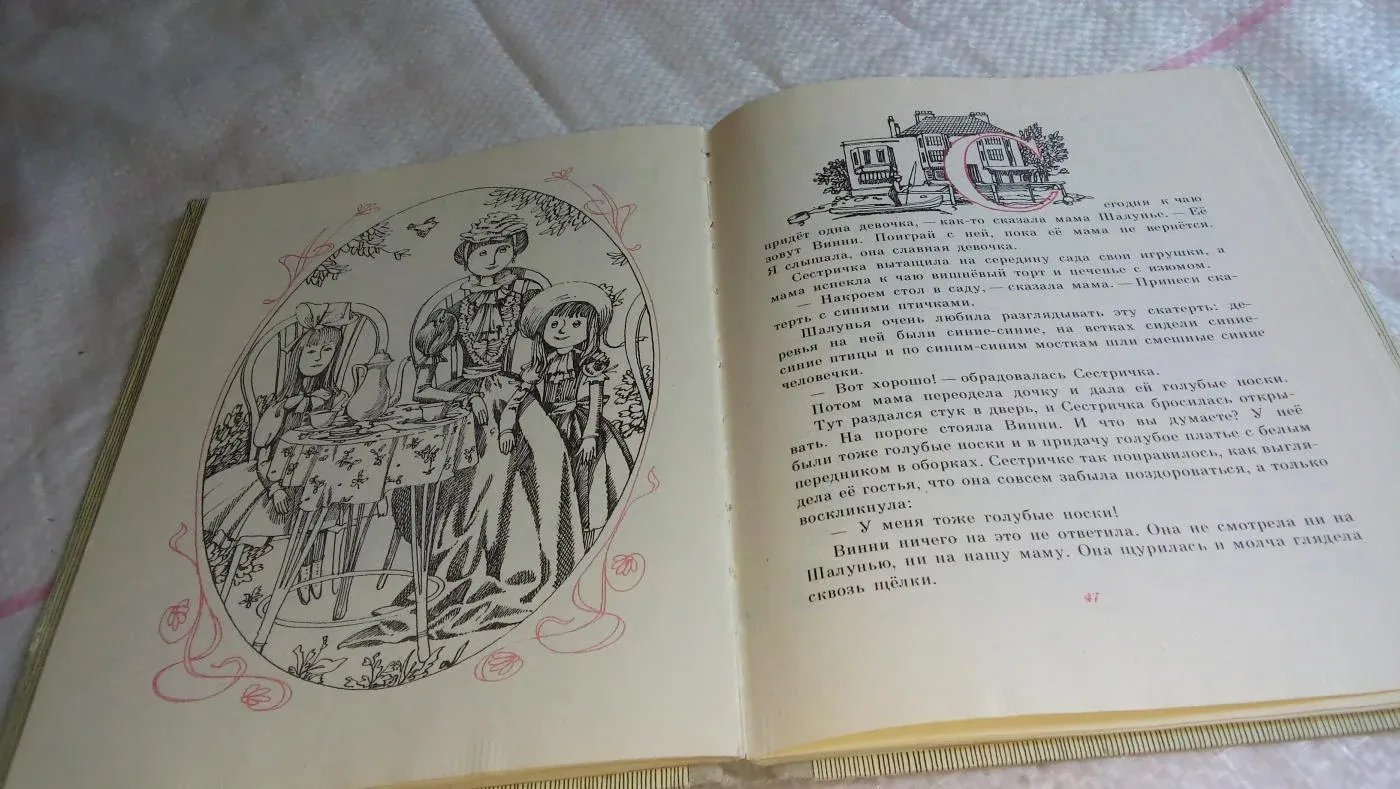 Сегодня к чаю
придёт одна девочка, — как-то сказала мама Шалунье. — Её
зовут Винни. Поиграй с ней, пока её мама не вернётся.
Я слышала, она славная девочка.
Сестричка вытащила на середину сада свои игрушки, а
мама испекла к чаю вишнёвый торт и печенье с изюмом.
— Накроем стол в саду, — сказала мама. — Принеси ска-
терть с синими птичками.
Шалунья очень любила разглядывать эту скатерть: де-
ревья на ней были синие-синие, на ветках сидели синие-
синие птицы и по синим-синим мосткам шли смешные синие
человечки.
— Вот хорошо! — обрадовалась Сестричка.
Потом мама переодела дочку и дала ей голубые носки.
Тут раздался стук в дверь, и Сестричка бросилась откры-
вать. На пороге стояла Винни. И что вы думаете? У неё
были тоже голубые носки и в придачу голубое платье с белым
передником в оборках. Сестричке так понравилось, как выгля-
дела её гостья, что она совсем забыла поздороваться, а только
воскликнула:
— У меня тоже голубые носки!
Винни ничего на это не ответила. Она не смотрела ни на
Шалунью, ни на нашу маму. Она щурилась и молча глядела
сквозь щёлки.
47